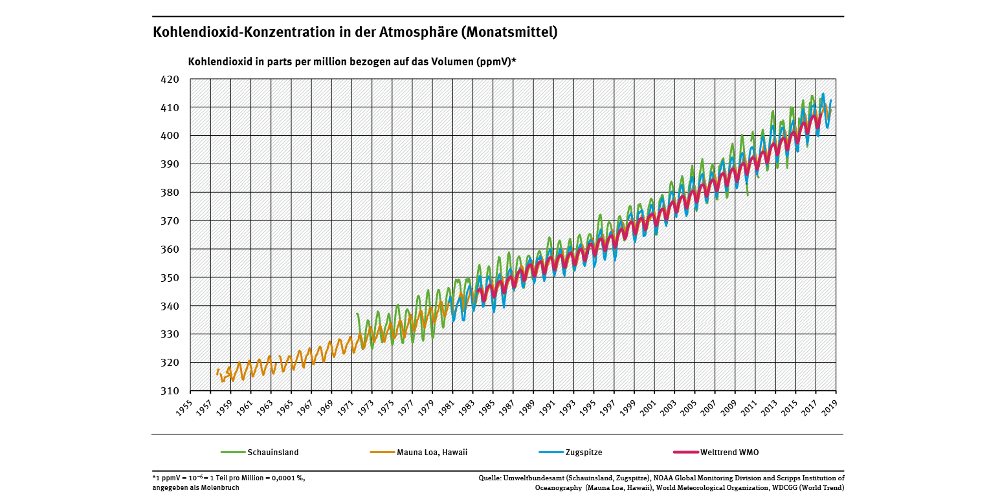 Kohlendioxid-Konzentration in der Atmosphäre (Monatsmittel)
Kohlendioxid in parts per million bezogen auf das Volumen (ppmV)*
420
410
400
390
380
370
360
350
340
330
320
310
1955 1957 1959 1961 1963 1965 1967 1969 1971 1973 1975 1977 1979 1981 1983 1985 1987 1989 1991 1993 1995 1997 1999 2001 2003 2005 2007 2009 2011 2013 2015 2017 2019
Schauinsland Mauna Loa, Hawaii Zugspitze Welttrend WMO
*1 ppmV = 10⁻⁶ = 1 Teil pro Million = 0,0001 %,
angegeben als Molenbruch
Quelle: Umweltbundesamt (Schauinsland, Zugspitze), NOAA Global Monitoring Division and Scripps Institution of
Oceanography (Mauna Loa, Hawaii), World Meteorological Organization, WDCGG (World Trend)